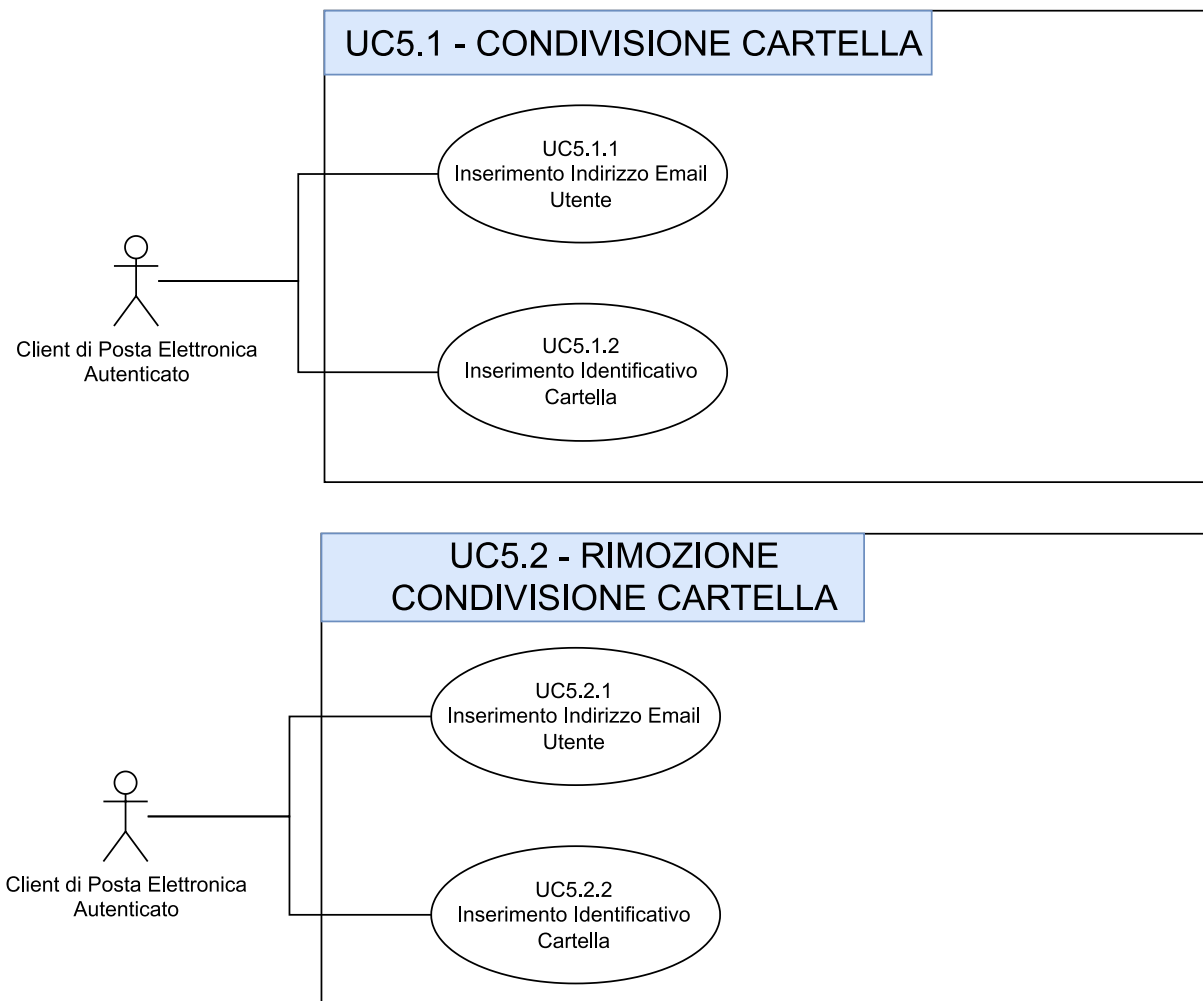 UC5.1 - CONDIVISIONE CARTELLA
UC5.1.1
Inserimento Indirizzo Email
Utente
Client di Posta Elettronica
Autenticato
UC5.1.2
Inserimento Identificativo
Cartella
UC5.2 - RIMOZIONE
CONDIVISIONE CARTELLA
UC5.2.1
Inserimento Indirizzo Email
Utente
Client di Posta Elettronica
Autenticato
UC5.2.2
Inserimento Identificativo
Cartella